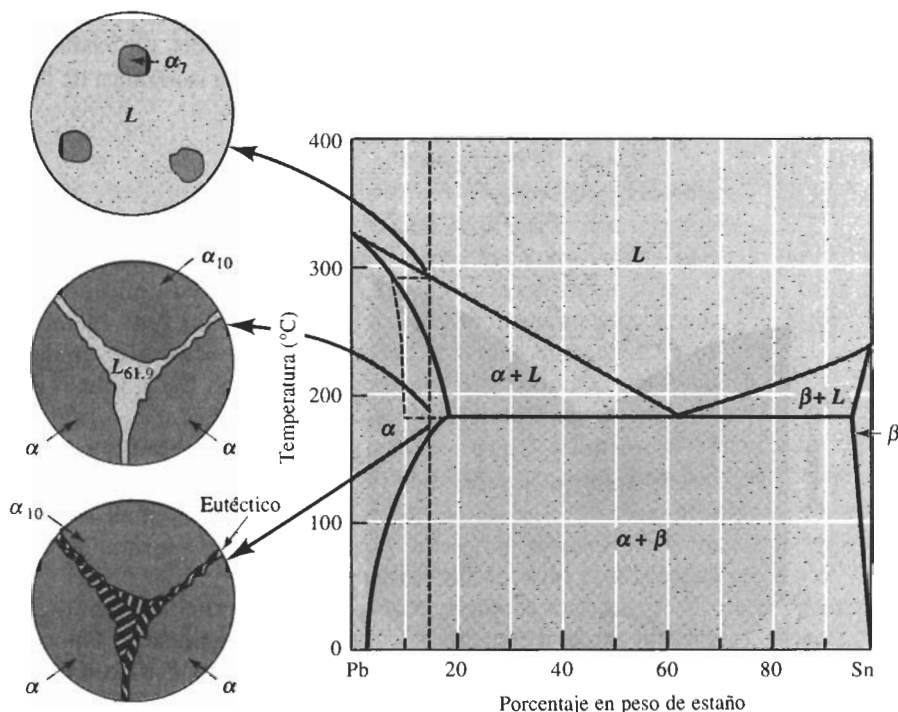 α₇
L
α₁₀
L₆₁.₉
α
α
α₁₀
Eutéctico
α
α
400
300
200
100
0
Temperatura (°C)
L
α + L
β + L
α
β
α + β
Pb
20
40
60
80
Sn
Porcentaje en peso de estaño